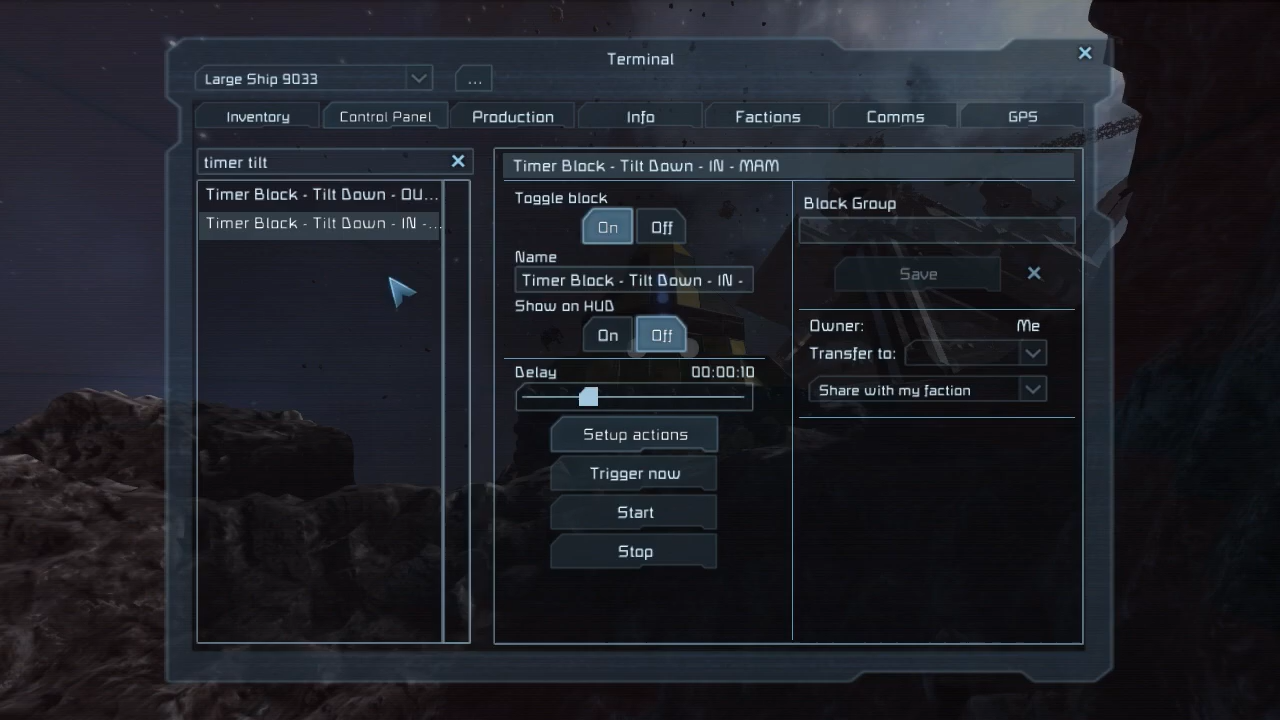 Terminal
Large Ship 9033
...
Inventory
Control Panel
Production
Info
Factions
Comms
GPS
timer tilt
Timer Block - Tilt Down - OU...
Timer Block - Tilt Down - IN -...
Timer Block - Tilt Down - IN - MAM
Toggle block
On
Off
Name
Timer Block - Tilt Down - IN -
Show on HUD
On
Off
Delay
00:00:10
Setup actions
Trigger now
Start
Stop
Block Group
Save
Owner:
Me
Transfer to:
Share with my faction